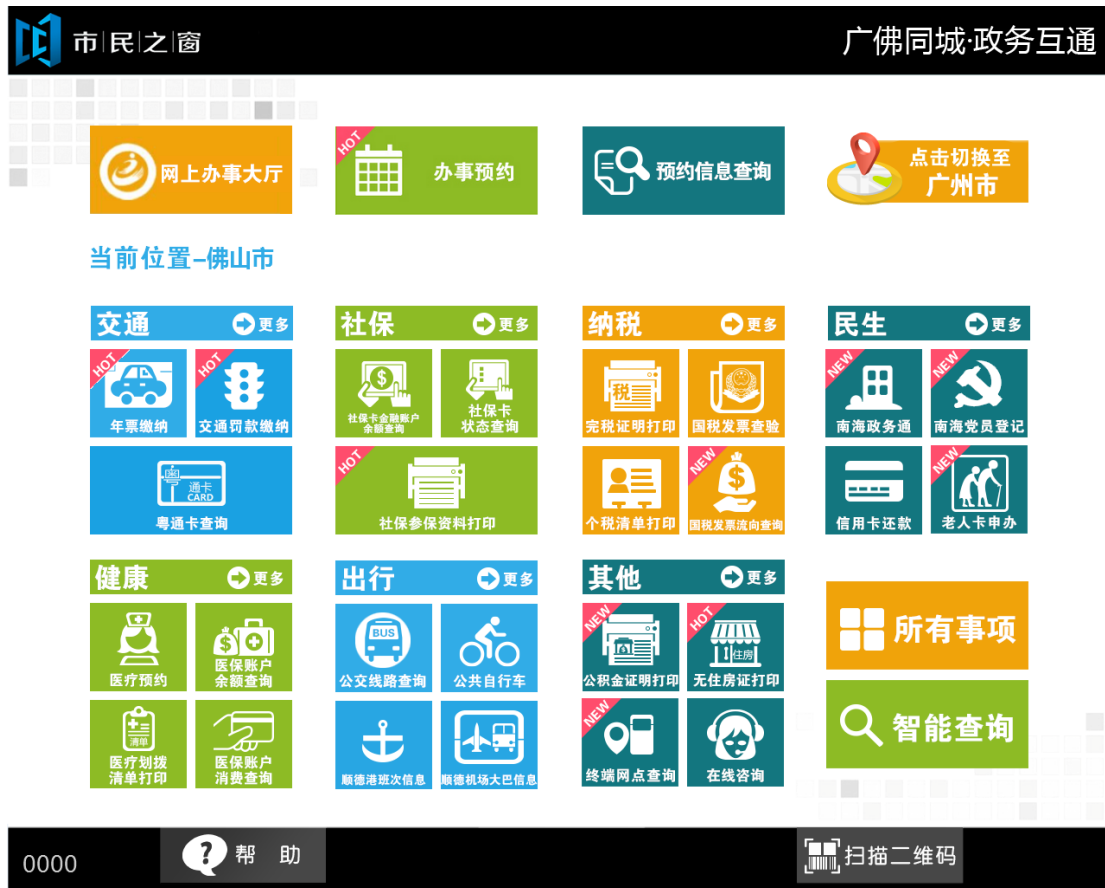 市民之窗
广佛同城·政务互通
网上办事大厅
HOT
办事预约
预约信息查询
点击切换至
广州市
当前位置-佛山市
交通
更多
社保
更多
纳税
更多
民生
更多
HOT
年票缴纳
HOT
交通罚款缴纳
社保卡金融账户
余额查询
社保卡
状态查询
税
完税证明打印
国税发票查验
NEW
南海政务通
NEW
南海党员登记
通卡
CARD
粤通卡查询
HOT
社保参保资料打印
个税清单打印
NEW
国税发票流向查询
信用卡还款
NEW
老人卡申办
健康
更多
出行
更多
其他
更多
医疗预约
医保账户
余额查询
BUS
公交线路查询
公共自行车
NEW
公积金证明打印
HOT
住房
无住房证打印
所有事项
清单
医疗划拨
清单打印
医保账户
消费查询
顺德港班次信息
顺德机场大巴信息
NEW
终端网点查询
在线咨询
智能查询
0000
帮 助
扫描二维码